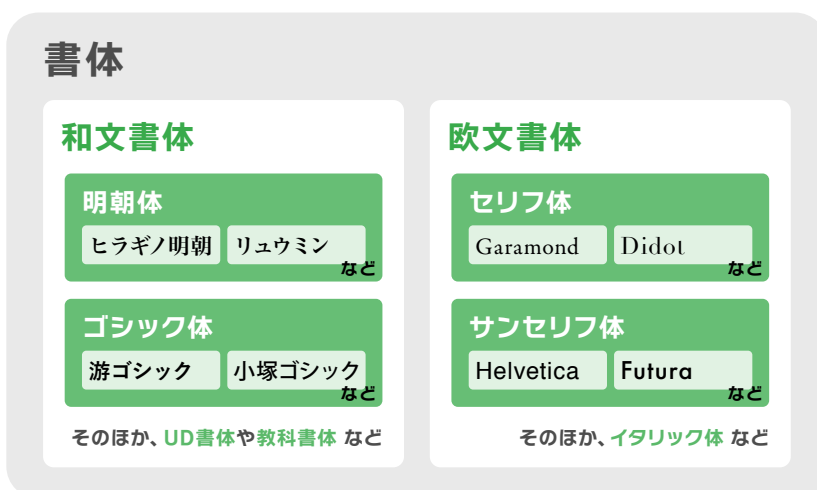 書体
和文書体
明朝体
ヒラギノ明朝 リュウミン
など
ゴシック体
游ゴシック 小塚ゴシック
など
そのほか、UD書体や教科書体 など
欧文書体
セリフ体
Garamond Didot
など
サンセリフ体
Helvetica Futura
など
そのほか、イタリック体 など